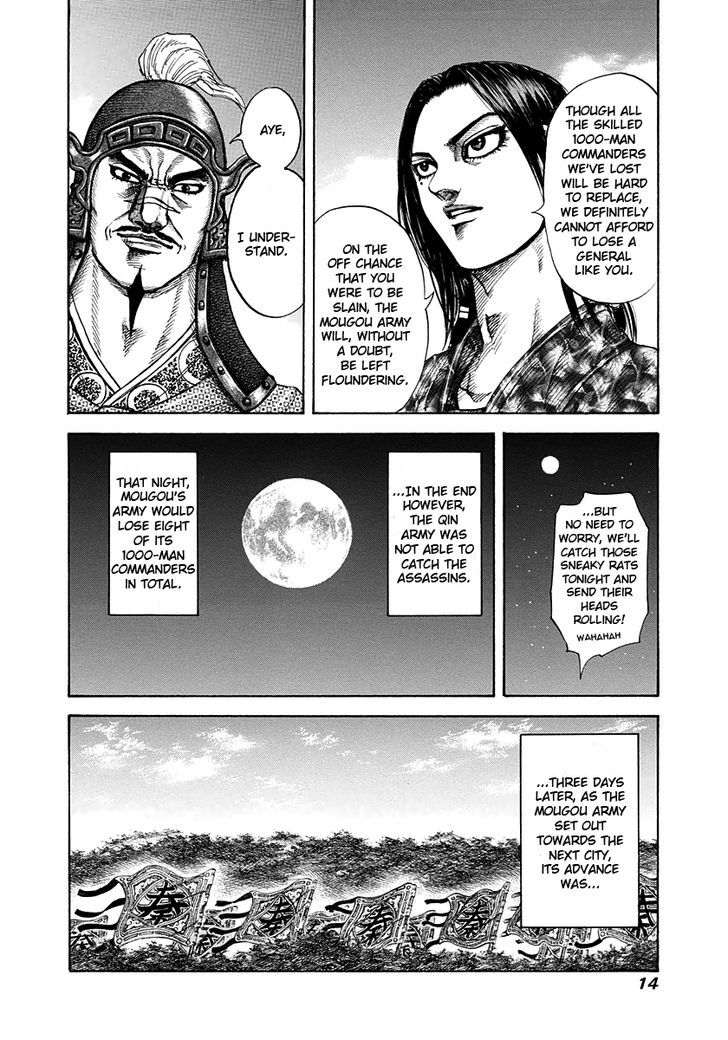 THOUGH ALL
THE SKILLED
1000-MAN
COMMANDERS
WE'VE LOST
WILL BE HARD
TO REPLACE,
WE DEFINITELY
CANNOT AFFORD
TO LOSE A
GENERAL
LIKE YOU.
ON THE
OFF CHANCE
THAT YOU
WERE TO BE
SLAIN, THE
MOUGOU ARMY
WILL, WITHOUT
A DOUBT,
BE LEFT
FLOUNDERING.
AYE,
I UNDER-
STAND.
...BUT
NO NEED TO
WORRY, WE'LL
CATCH THOSE
SNEAKY RATS
TONIGHT AND
SEND THEIR
HEADS
ROLLING!
WAHAHAH
...IN THE END
HOWEVER,
THE QIN
ARMY WAS
NOT ABLE TO
CATCH THE
ASSASSINS.
THAT NIGHT,
MOUGOU'S
ARMY WOULD
LOSE EIGHT
OF ITS
1000-MAN
COMMANDERS
IN TOTAL.
...THREE DAYS
LATER, AS THE
MOUGOU ARMY
SET OUT
TOWARDS THE
NEXT CITY,
ITS ADVANCE
WAS...
秦 秦 秦 秦 秦
14